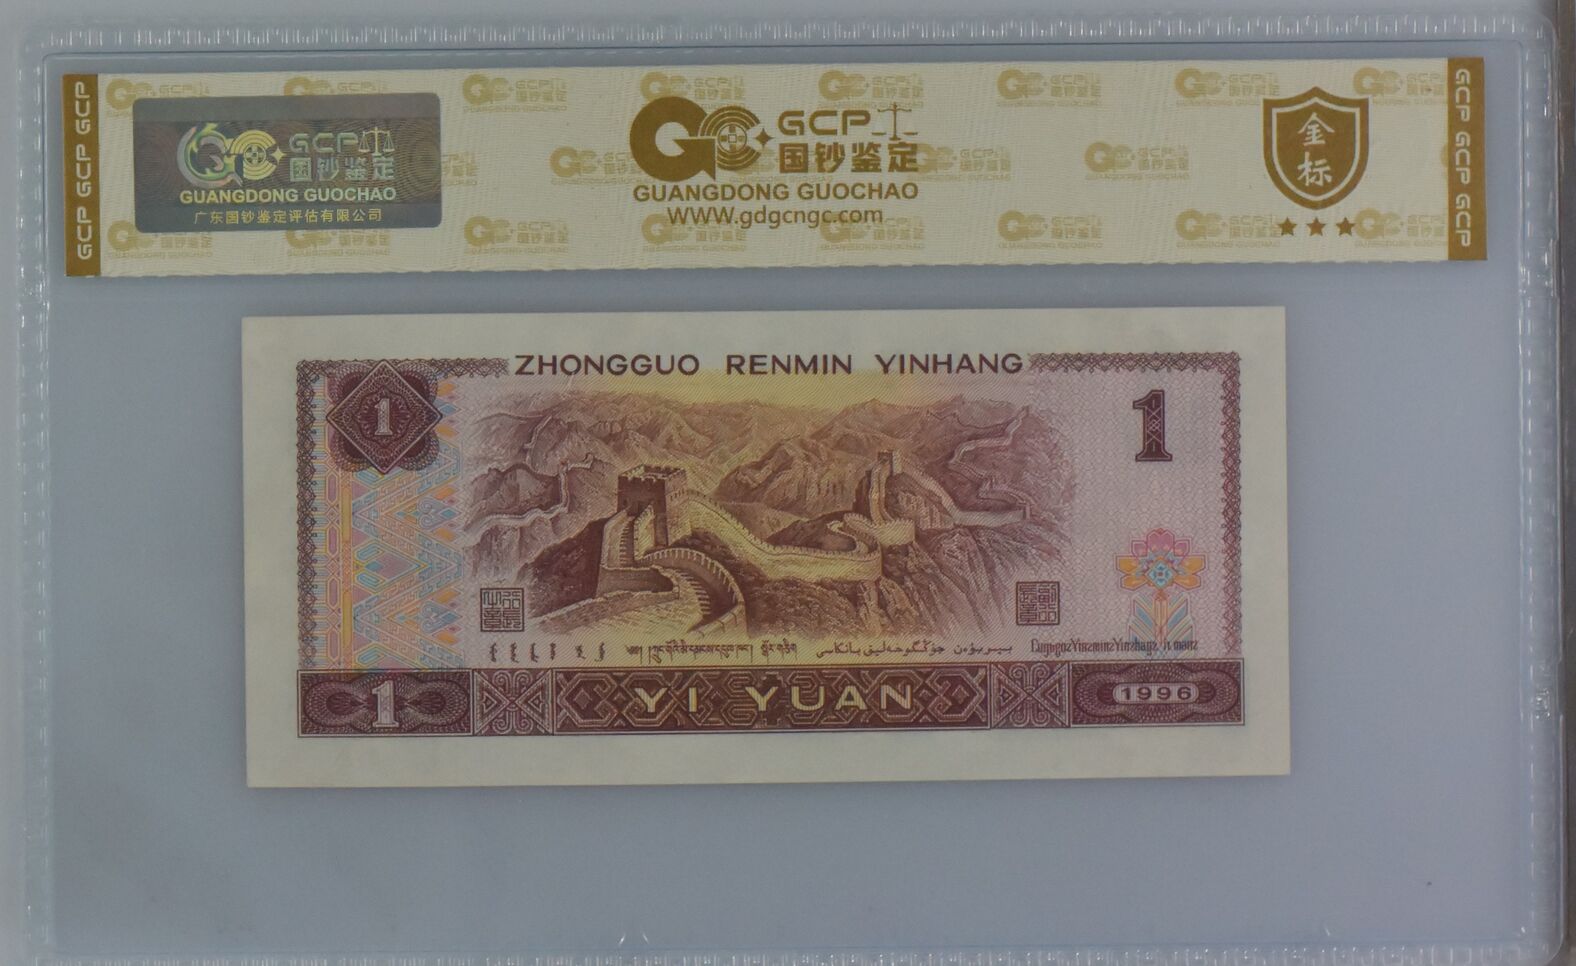 GCP GCP
GCP
国钞鉴定
GUANGDONG GUOCHAO
广东国钞鉴定评估有限公司
GCP
国钞鉴定
GUANGDONG GUOCHAO
WWW.gdgcngc.com
金标
GCP GCP GCP
ZHONGGUO RENMIN YINHANG
1
1
1
YI YUAN
1996